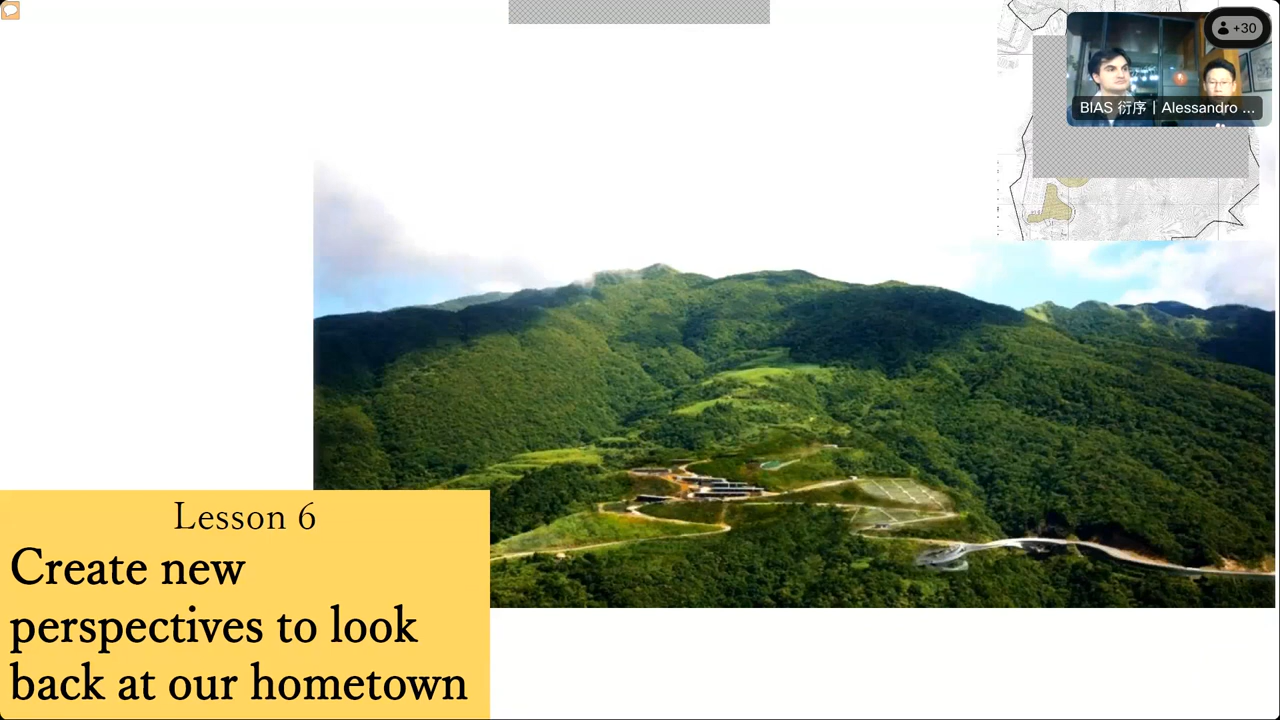 +30
BIAS 衍序 | Alessandro ...
Lesson 6
Create new
perspectives to look
back at our hometown